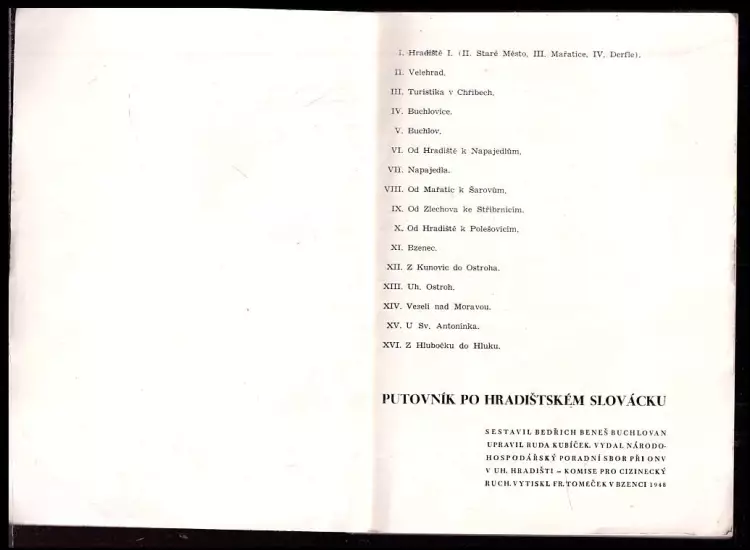 I. Hradiště I. (II. Staré Město, III. Mařatice, IV. Derfle).
II. Velehrad.
III. Turistika v Chřibech.
IV. Buchlovice.
V. Buchlov.
VI. Od Hradiště k Napajedlům.
VII. Napajedla.
VIII. Od Mařatic k Šarovům.
IX. Od Zlechova ke Stříbrnicím.
X. Od Hradiště k Polešovicím.
XI. Bzenec.
XII. Z Kunovic do Ostroha.
XIII. Uh. Ostroh.
XIV. Veselí nad Moravou.
XV. U Sv. Antonínka.
XVI. Z Hlubočku do Hluku.
PUTOVNÍK PO HRADIŠTSKÉM SLOVÁCKU
SESTAVIL BEDŘICH BENEŠ BUCHLOVAN
UPRAVIL RUDA KUBÍČEK. VYDAL NÁRODO-
HOSPODÁŘSKÝ PORADNÍ SBOR PŘI ONV
V UH. HRADIŠTI – KOMISE PRO CIZINECKÝ
RUCH. VYTISKL FR. TOMEČEK V BZENCI 1948